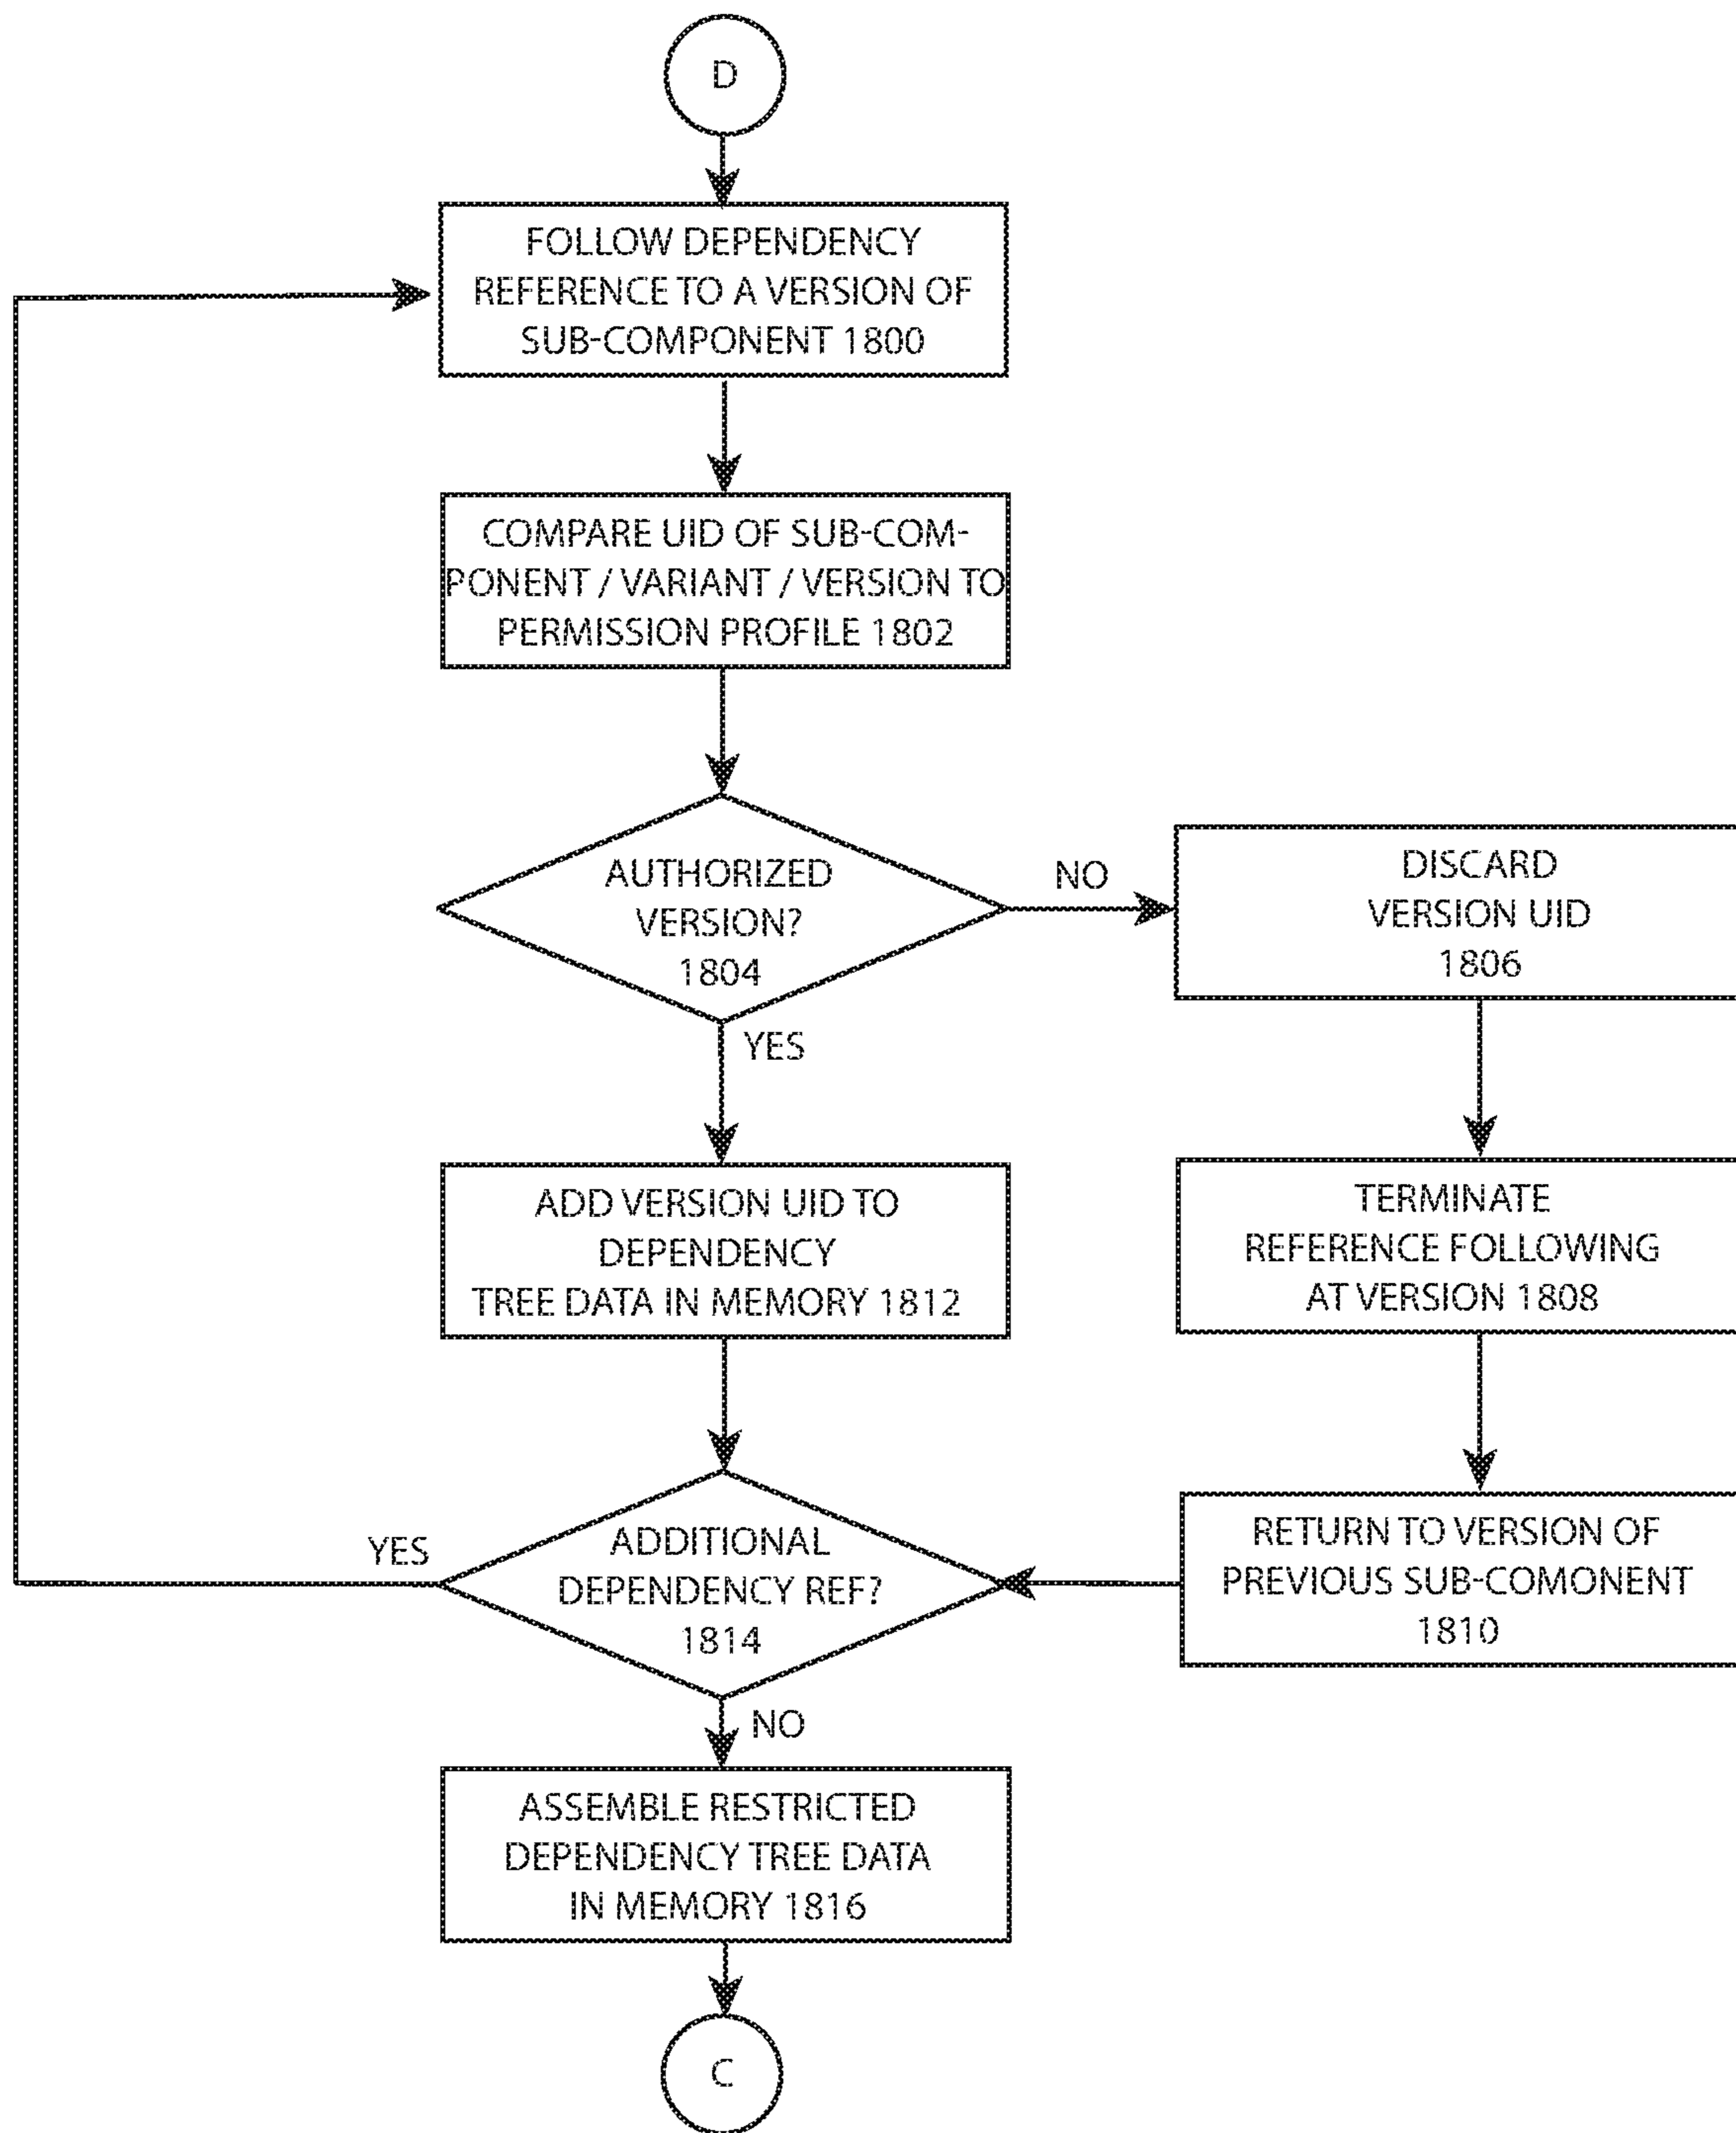 D
FOLLOW DEPENDENCY
REFERENCE TO A VERSION OF
SUB-COMPONENT 1800
COMPARE UID OF SUB-COM-
PONENT / VARIANT / VERSION TO
PERMISSION PROFILE 1802
AUTHORIZED
VERSION?
1804
NO
DISCARD
VERSION UID
1806
YES
ADD VERSION UID TO
DEPENDENCY
TREE DATA IN MEMORY 1812
TERMINATE
REFERENCE FOLLOWING
AT VERSION 1808
YES
ADDITIONAL
DEPENDENCY REF?
1814
RETURN TO VERSION OF
PREVIOUS SUB-COMONENT
1810
NO
ASSEMBLE RESTRICTED
DEPENDENCY TREE DATA
IN MEMORY 1816
C